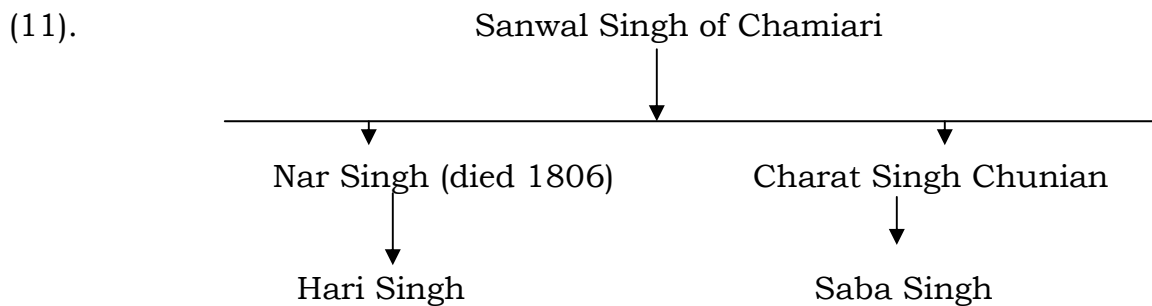 (11). Sanwal Singh of Chamiari
Nar Singh (died 1806) Charat Singh Chunian
Hari Singh Saba Singh